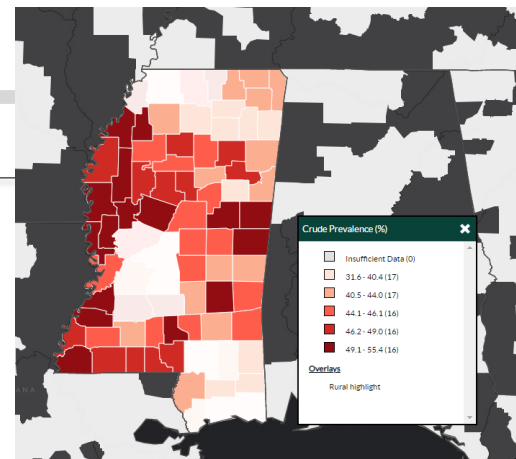 Crude Prevalence (%)
Insufficient Data (0)
31.6 - 40.4 (17)
40.5 - 44.0 (17)
44.1 - 46.1 (16)
46.2 - 49.0 (16)
49.1 - 55.4 (16)
Overlays
Rural highlight